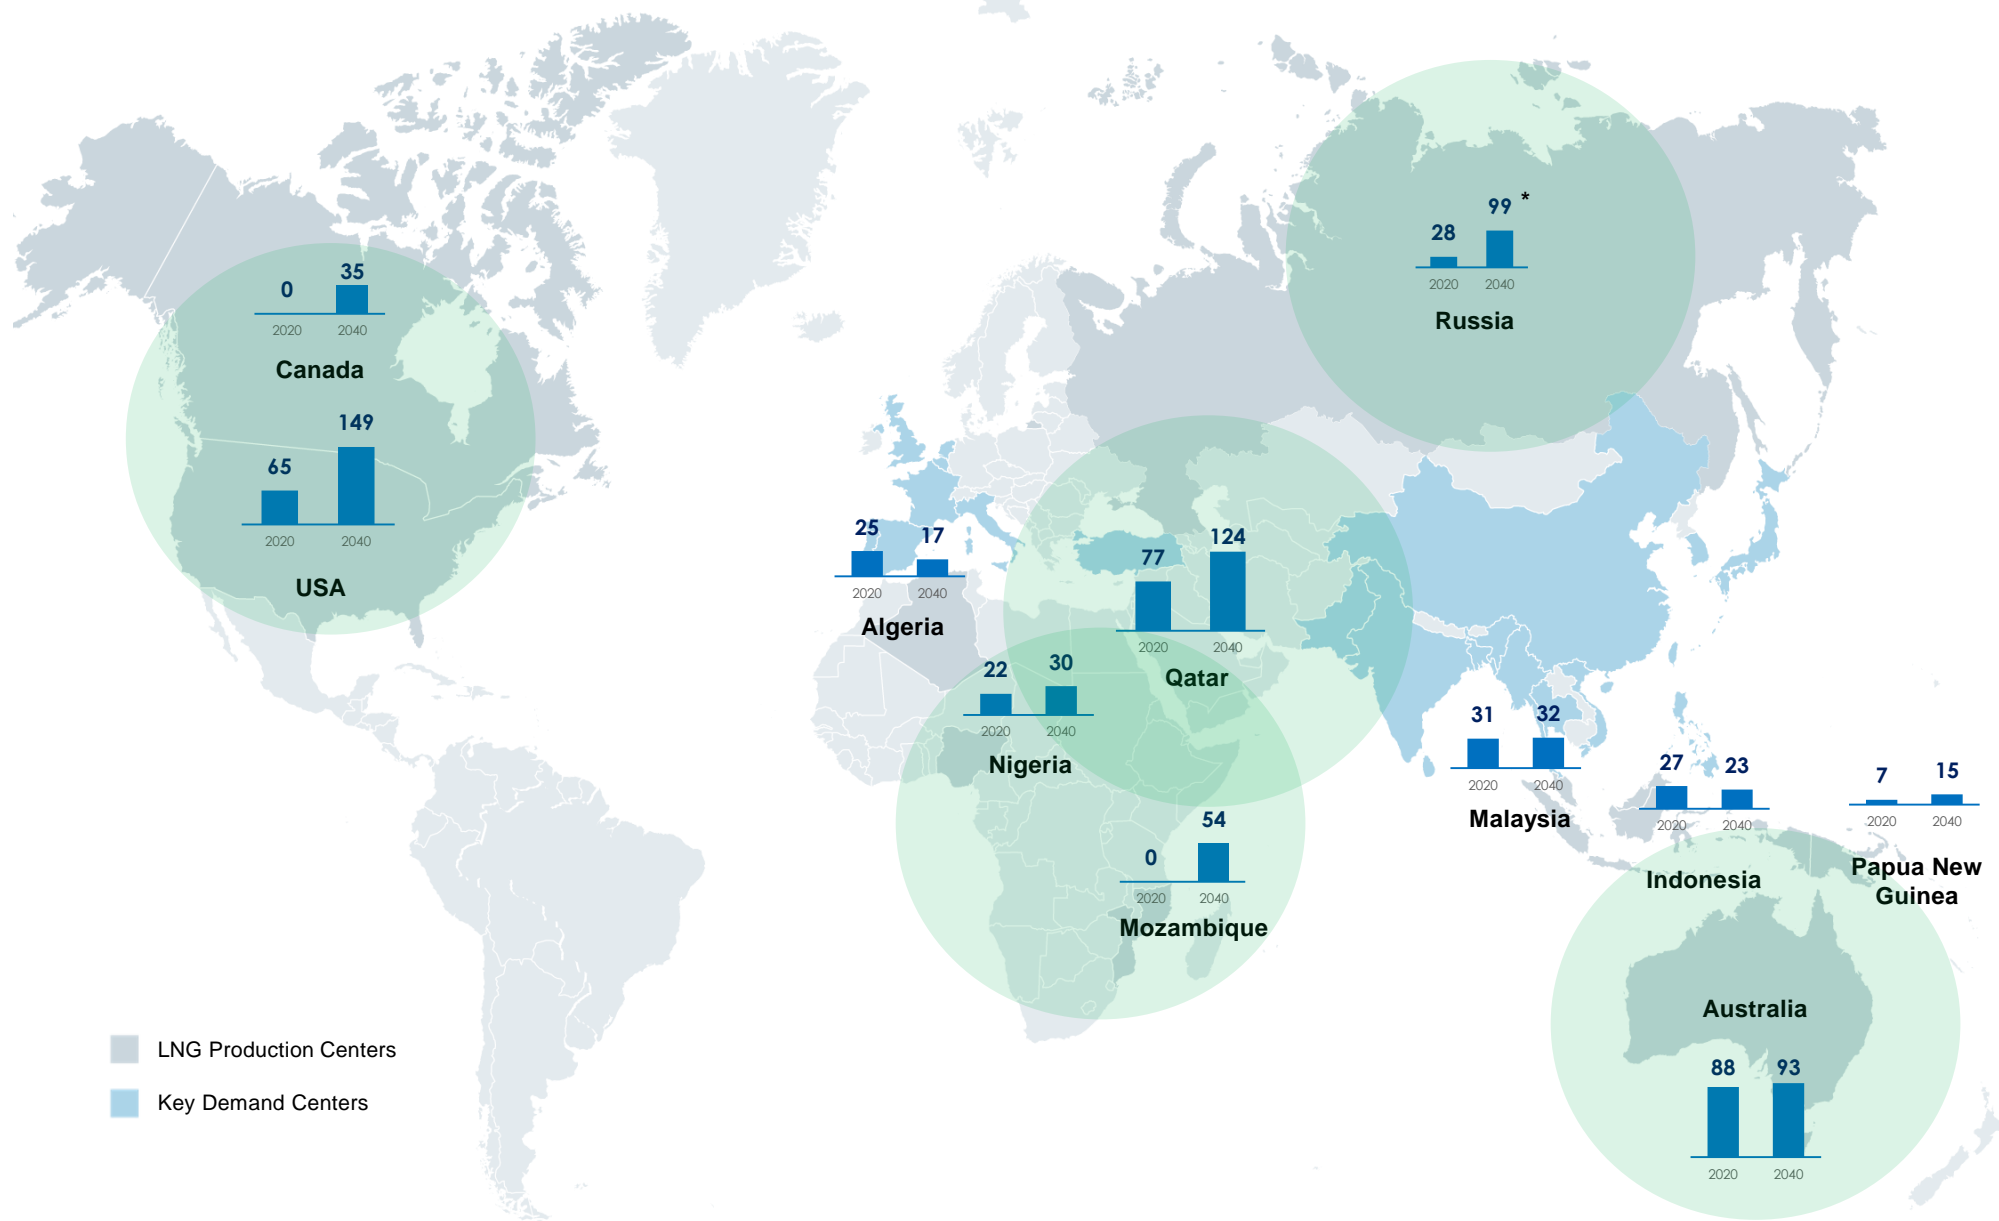 0 35
2020 2040
Canada
65 149
2020 2040
USA
28 99 *
2020 2040
Russia
25 17
2020 2040
Algeria
77 124
2020 2040
Qatar
22 30
2020 2040
Nigeria
0 54
2020 2040
Mozambique
31 32
2020 2040
Malaysia
27 23
2020 2040
Indonesia
7 15
2020 2040
Papua New
Guinea
Australia
88 93
2020 2040
LNG Production Centers
Key Demand Centers